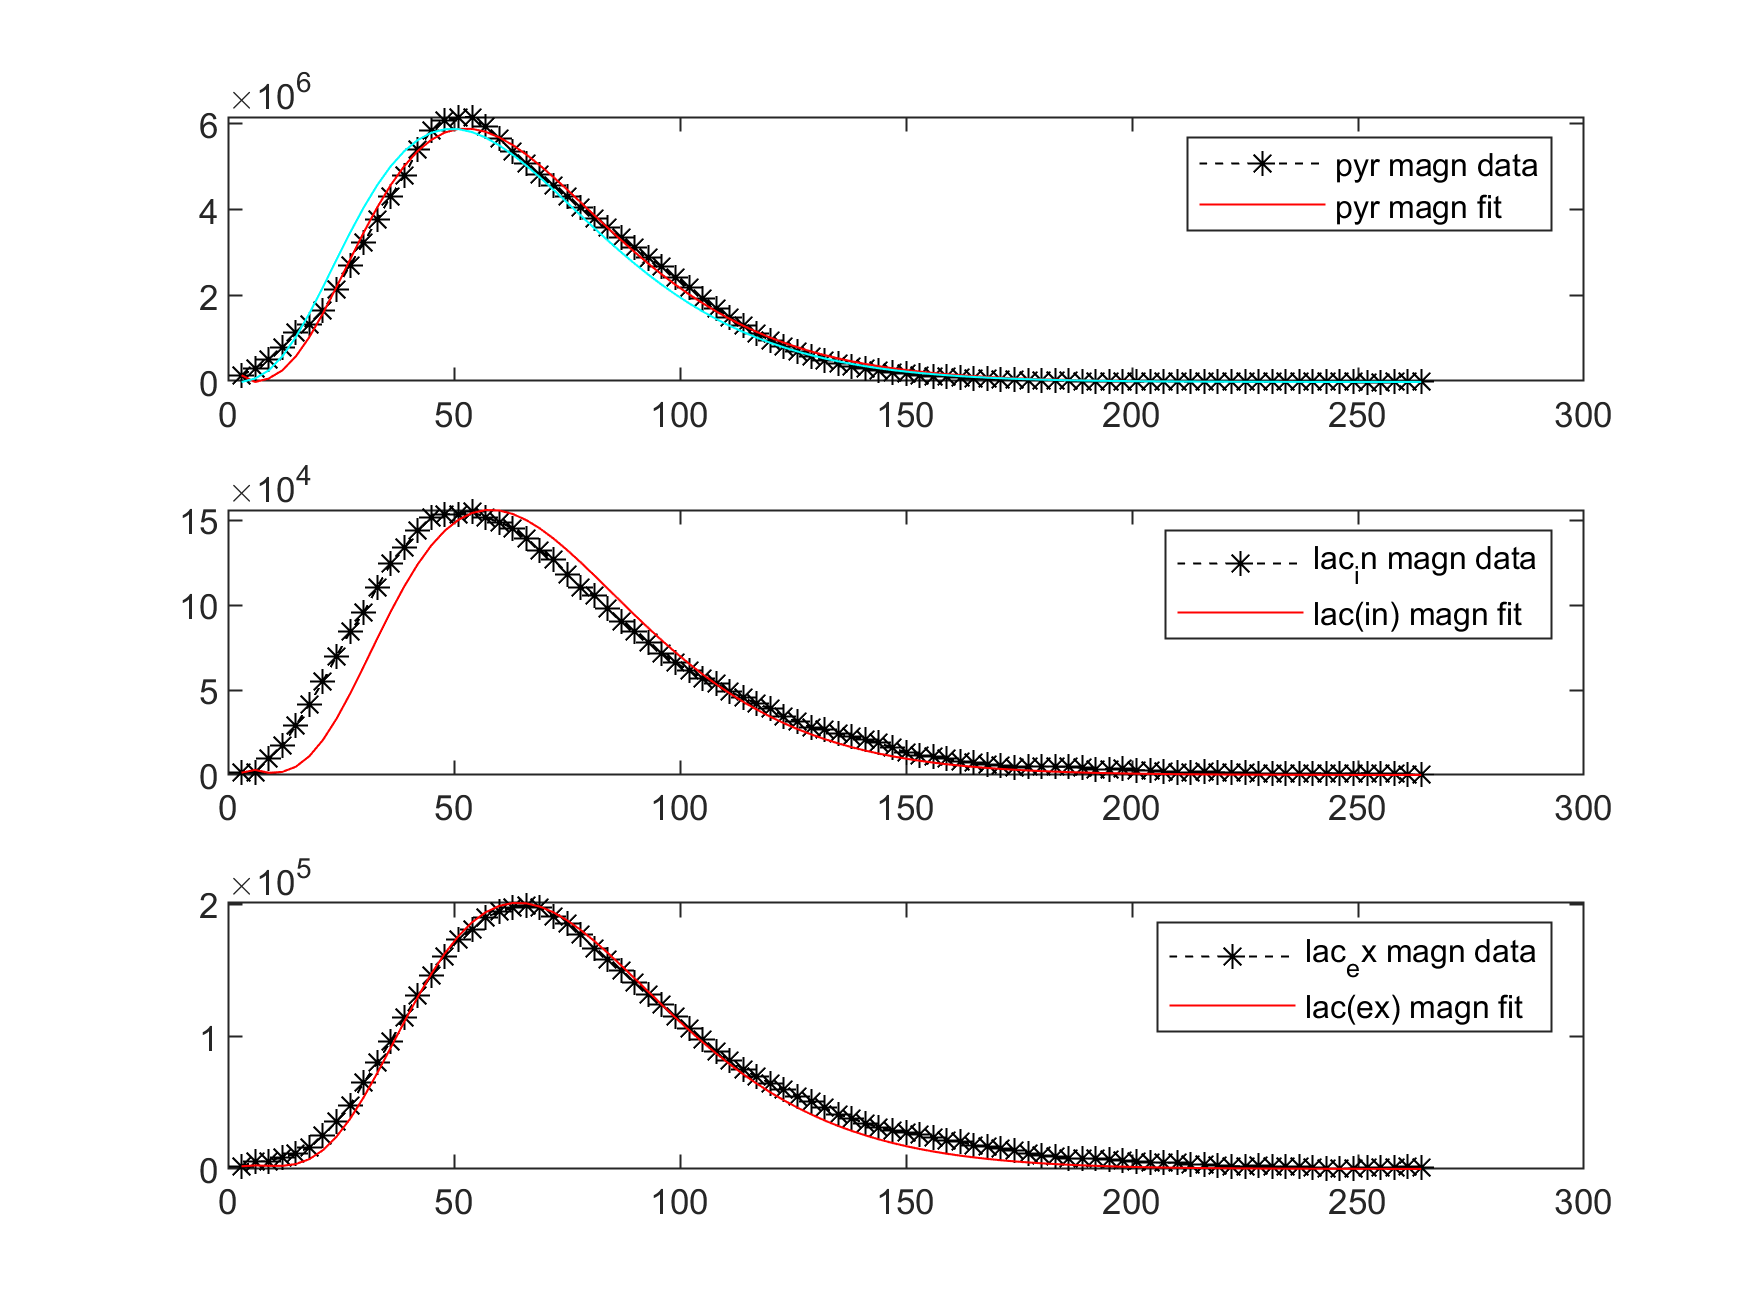 ×10^6
6
4
2
0
0 50 100 150 200 250 300
pyr magn data
pyr magn fit
×10^4
15
10
5
0
0 50 100 150 200 250 300
lac_in magn data
lac(in) magn fit
×10^5
2
1
0
0 50 100 150 200 250 300
lac_ex magn data
lac(ex) magn fit